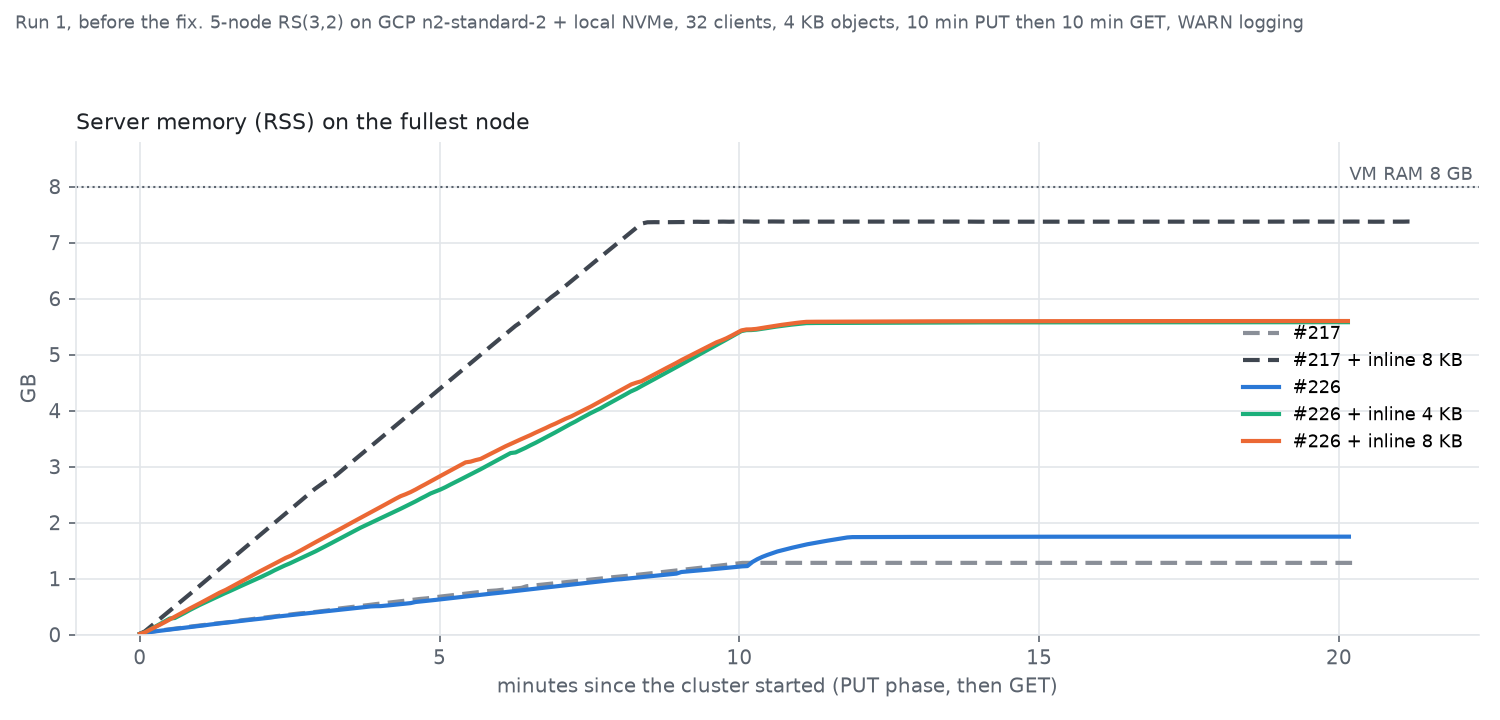 Run 1, before the fix. 5-node RS(3,2) on GCP n2-standard-2 + local NVMe, 32 clients, 4 KB objects, 10 min PUT then 10 min GET, WARN logging
Server memory (RSS) on the fullest node
VM RAM 8 GB
8
7
6
5
4
3
2
1
0
GB
#217
#217 + inline 8 KB
#226
#226 + inline 4 KB
#226 + inline 8 KB
0 5 10 15 20
minutes since the cluster started (PUT phase, then GET)